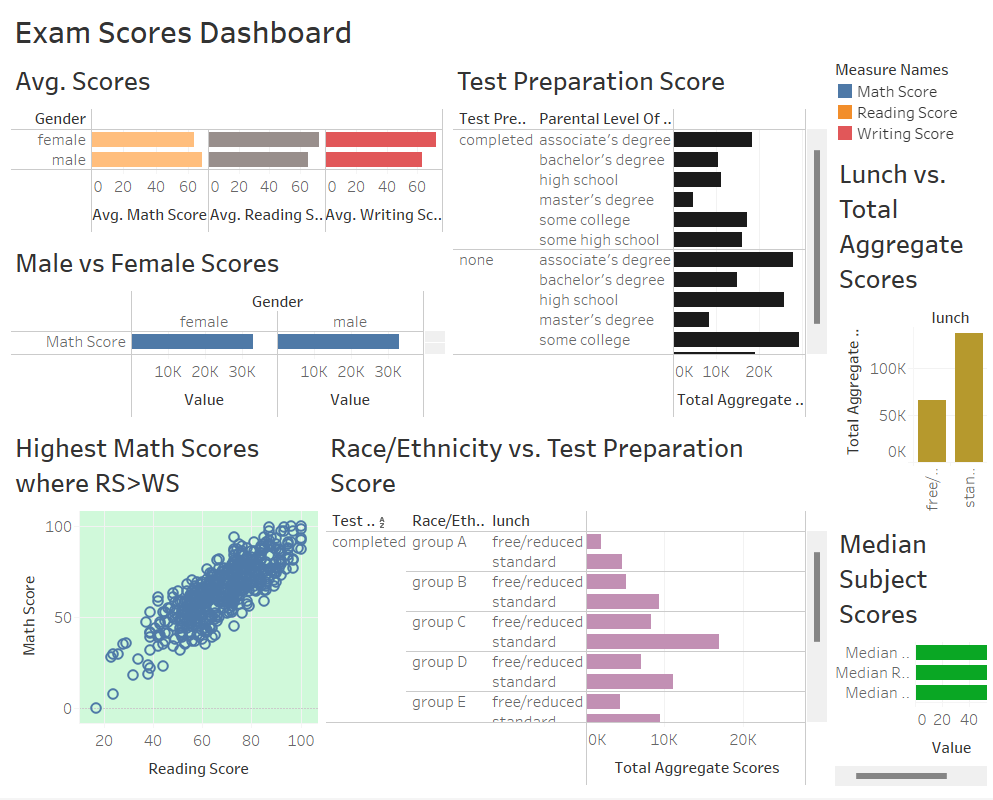 Exam Scores Dashboard
Avg. Scores
Gender
female
male
0 20 40 60 0 20 40 60 0 20 40 60
Avg. Math Score Avg. Reading S.. Avg. Writing Sc..
Male vs Female Scores
Gender
female male
Math Score
10K 20K 30K 10K 20K 30K
Value Value
Test Preparation Score
Test Pre.. Parental Level Of ..
completed associate's degree
bachelor's degree
high school
master's degree
some college
some high school
none associate's degree
bachelor's degree
high school
master's degree
some college
0K 10K 20K
Total Aggregate ..
Measure Names
Math Score
Reading Score
Writing Score
Lunch vs.
Total
Aggregate
Scores
lunch
Total Aggregate ..
100K
50K
0K
free/..
stan..
Highest Math Scores
where RS>WS
Math Score
100
50
0
20 40 60 80 100
Reading Score
Race/Ethnicity vs. Test Preparation
Score
Test .. Race/Eth.. lunch
completed group A free/reduced
standard
group B free/reduced
standard
group C free/reduced
standard
group D free/reduced
standard
group E free/reduced
standard
0K 10K 20K
Total Aggregate Scores
Median
Subject
Scores
Median ..
Median R..
Median ..
0 20 40
Value